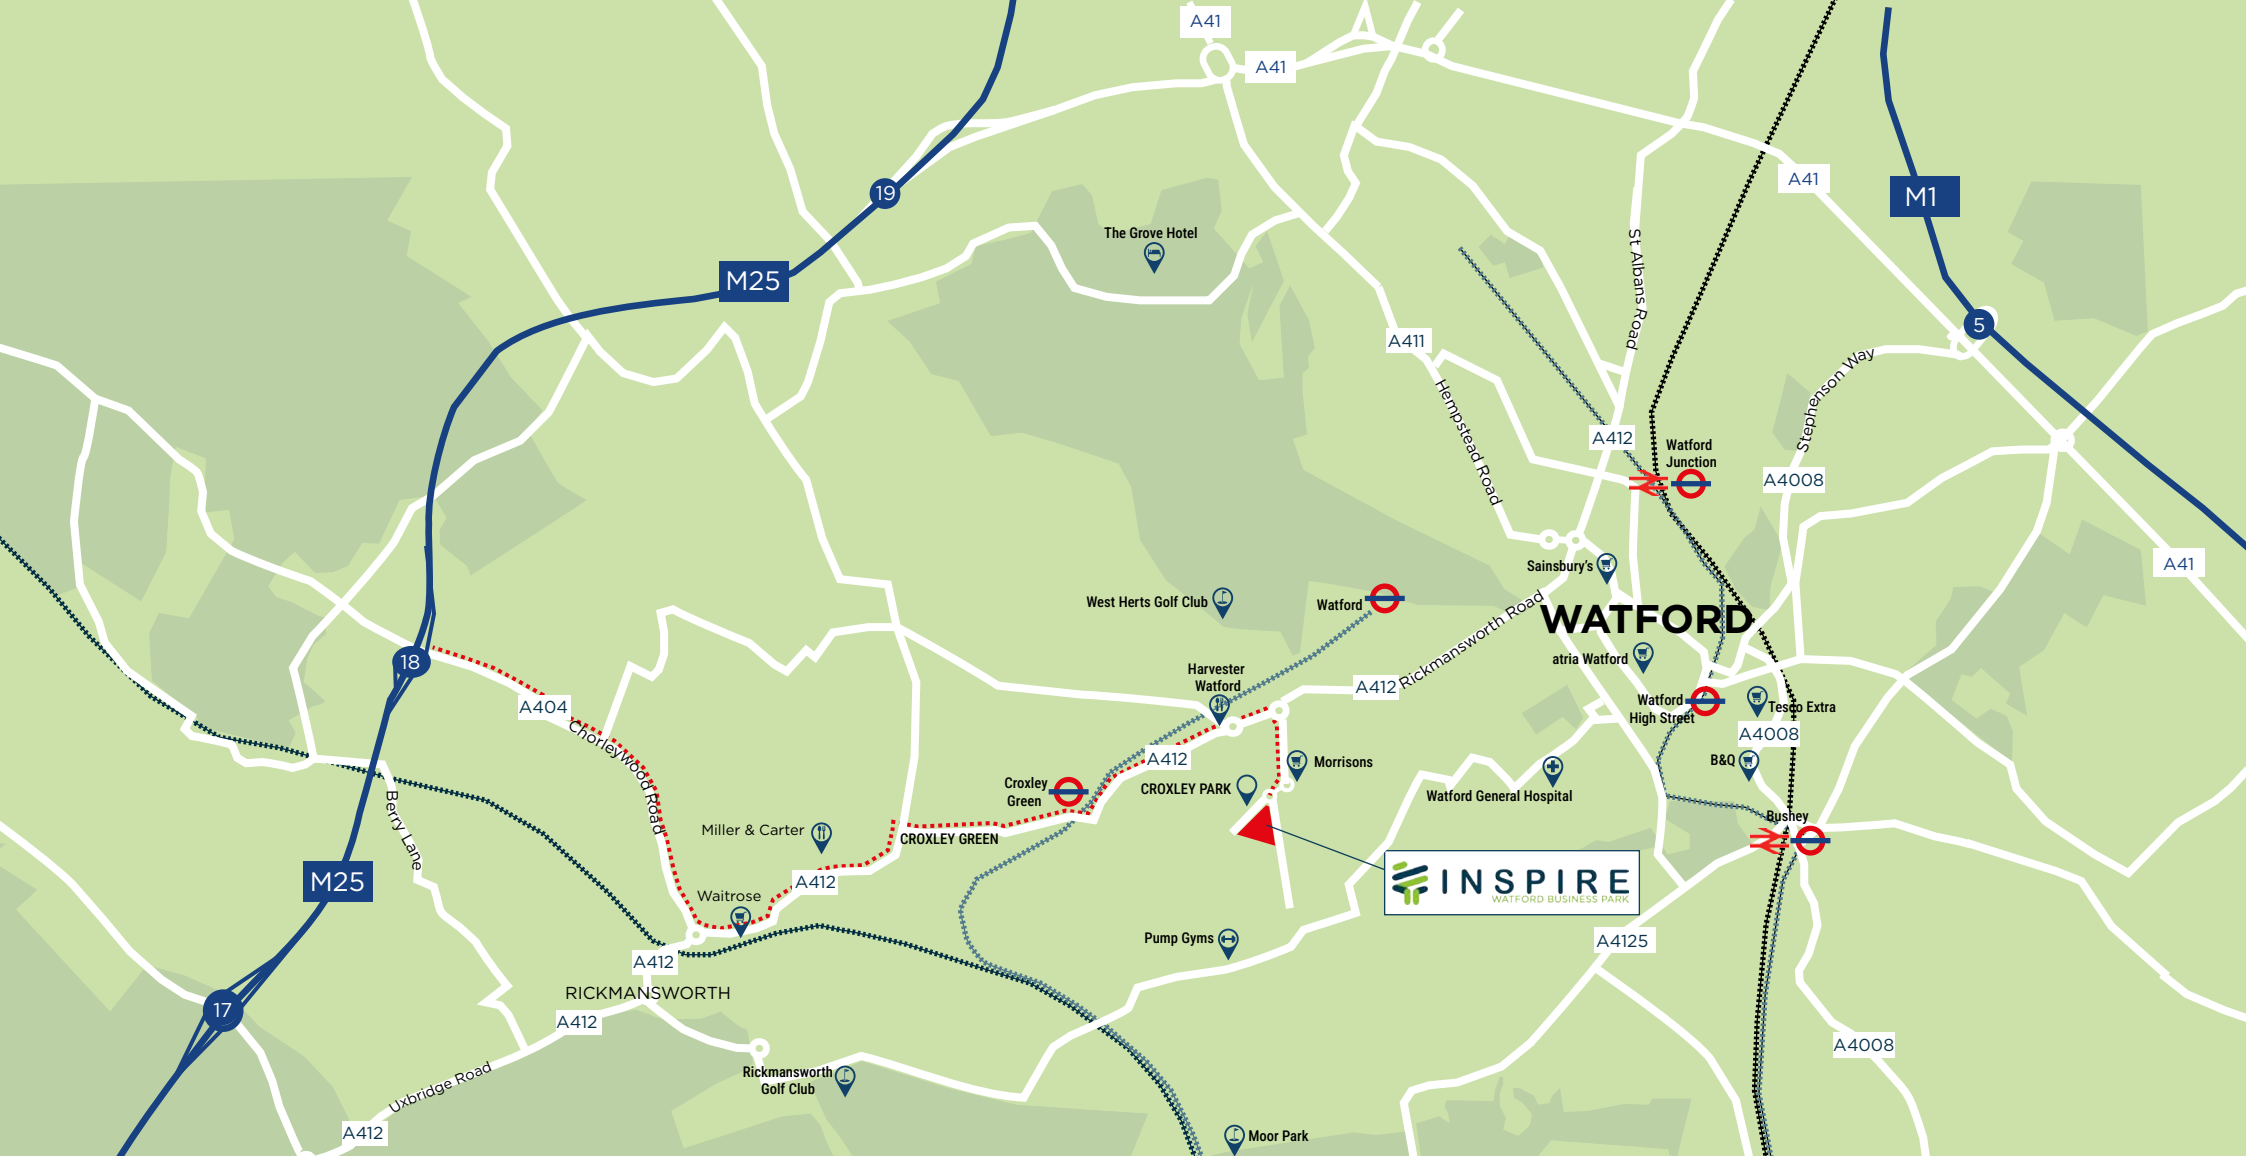 A41
A41
A41
M1
19
The Grove Hotel
M25
St Albans Road
5
A411
Stephenson Way
Hempstead Road
A412
Watford
Junction
A4008
A41
Sainsbury's
West Herts Golf Club
Watford
Rickmansworth Road
WATFORD
18
atria Watford
Harvester
Watford
A412
Watford
High Street
Tesco Extra
A404
Chorleywood Road
A4008
A412
Morrisons
B&Q
Croxley
Green
CROXLEY PARK
Watford General Hospital
Berry Lane
Bushey
Miller & Carter
CROXLEY GREEN
M25
A412
INSPIRE
WATFORD BUSINESS PARK
Waitrose
Pump Gyms
A4125
A412
RICKMANSWORTH
17
A412
A4008
Uxbridge Road
Rickmansworth
Golf Club
A412
Moor Park